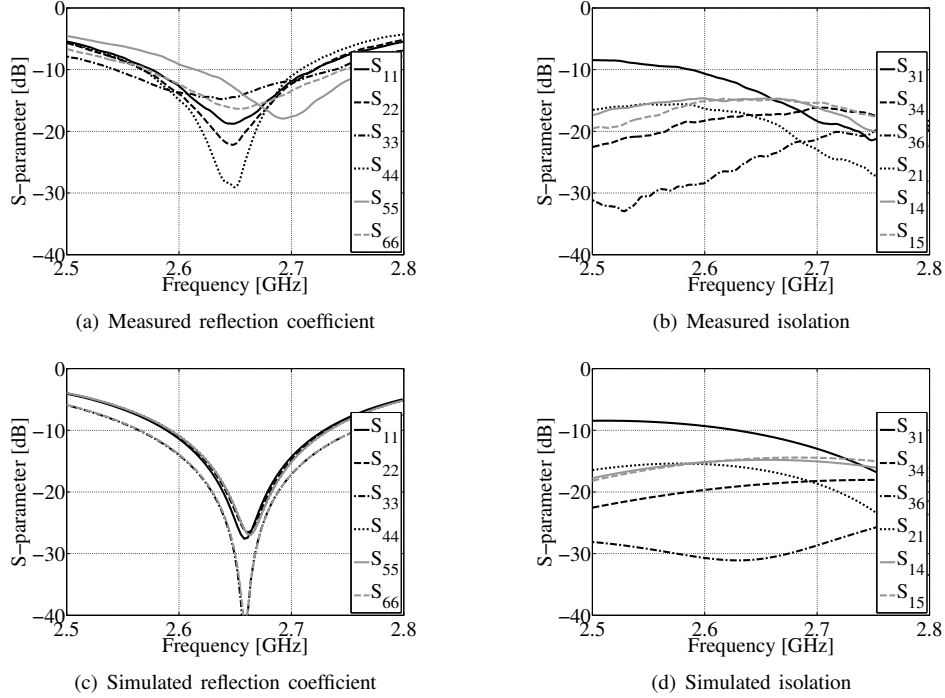 0
−10
−20
−30
−40
2.5
2.6
2.7
2.8
S−parameter [dB]
Frequency [GHz]
S11
S22
S33
S44
S55
S66
(a) Measured reflection coefficient
0
−10
−20
−30
−40
2.5
2.6
2.7
2.8
S−parameter [dB]
Frequency [GHz]
S31
S34
S36
S21
S14
S15
(b) Measured isolation
0
−10
−20
−30
−40
2.5
2.6
2.7
2.8
S−parameter [dB]
Frequency [GHz]
S11
S22
S33
S44
S55
S66
(c) Simulated reflection coefficient
0
−10
−20
−30
−40
2.5
2.6
2.7
2.8
S−parameter [dB]
Frequency [GHz]
S31
S34
S36
S21
S14
S15
(d) Simulated isolation